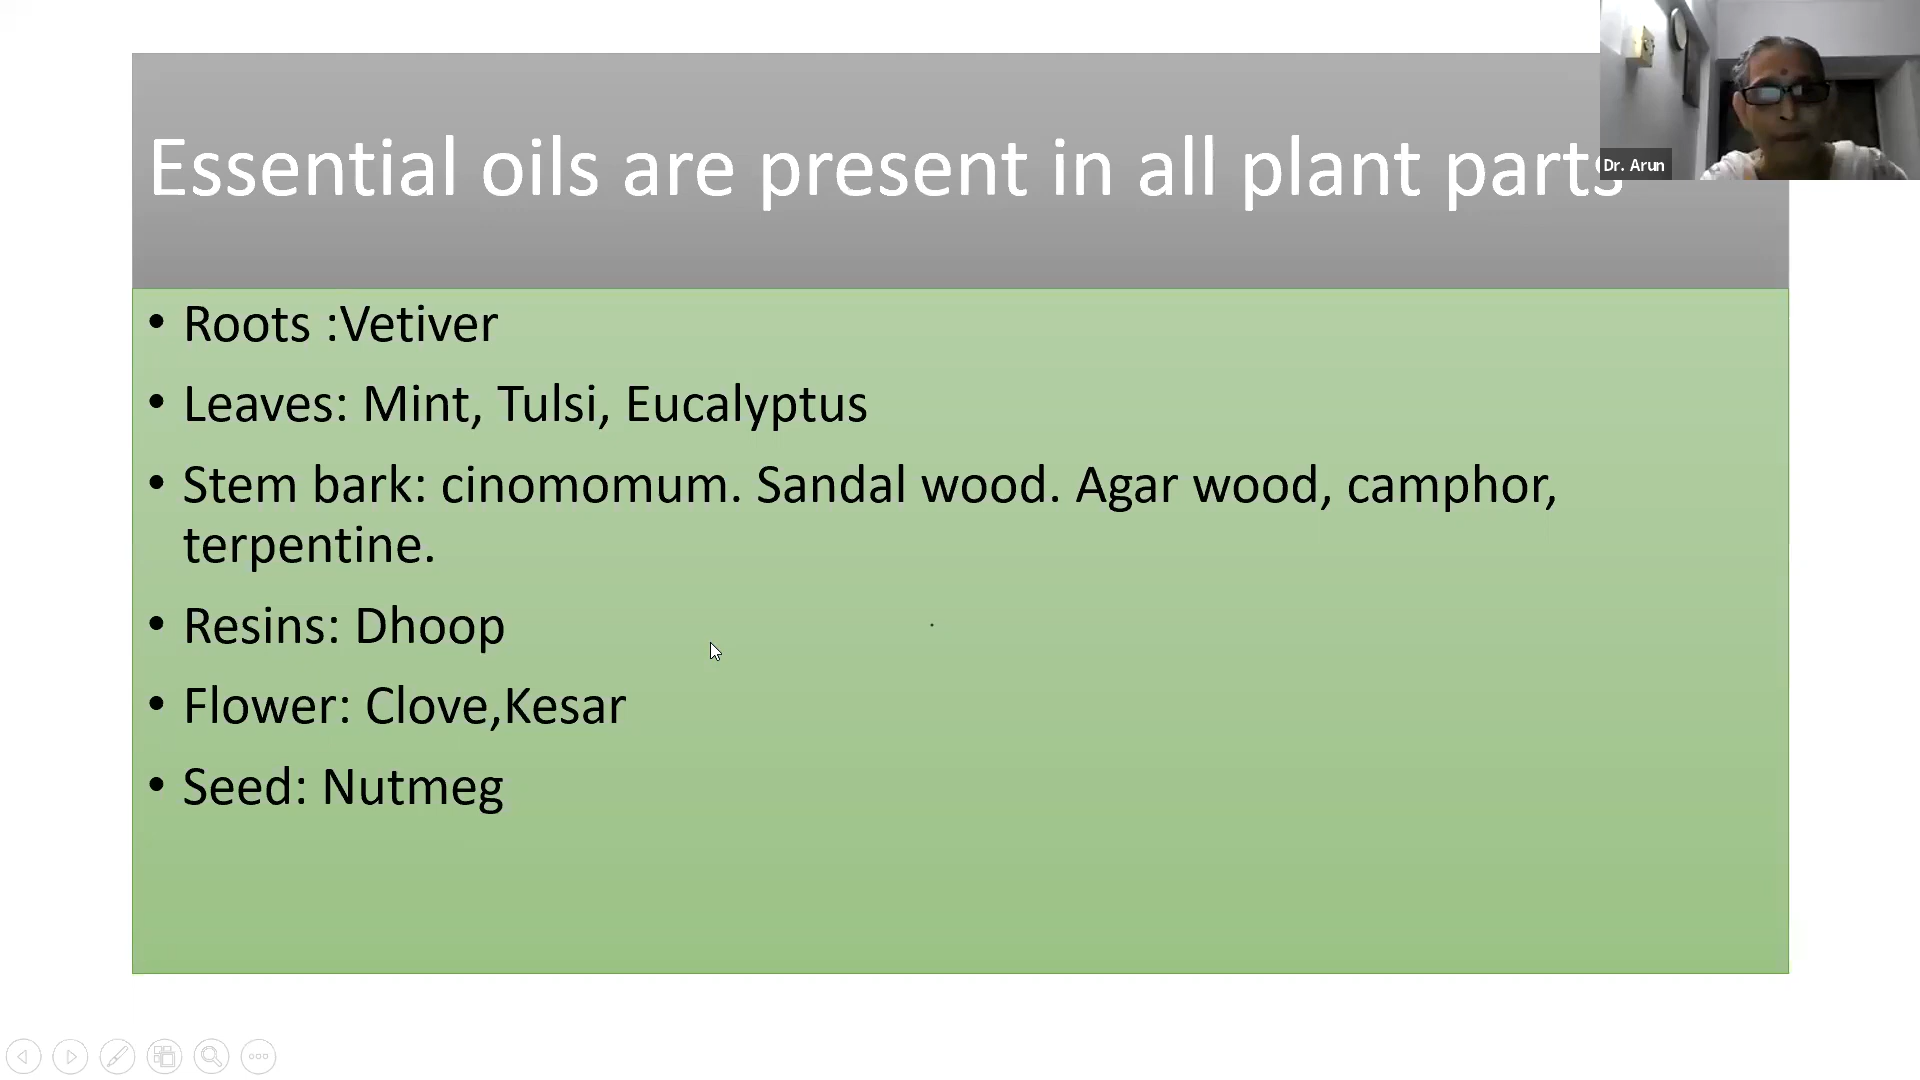 Essential oils are present in all plant parts
Dr. Arun
• Roots :Vetiver
• Leaves: Mint, Tulsi, Eucalyptus
• Stem bark: cinomomum. Sandal wood. Agar wood, camphor,
terpentine.
• Resins: Dhoop
• Flower: Clove,Kesar
• Seed: Nutmeg